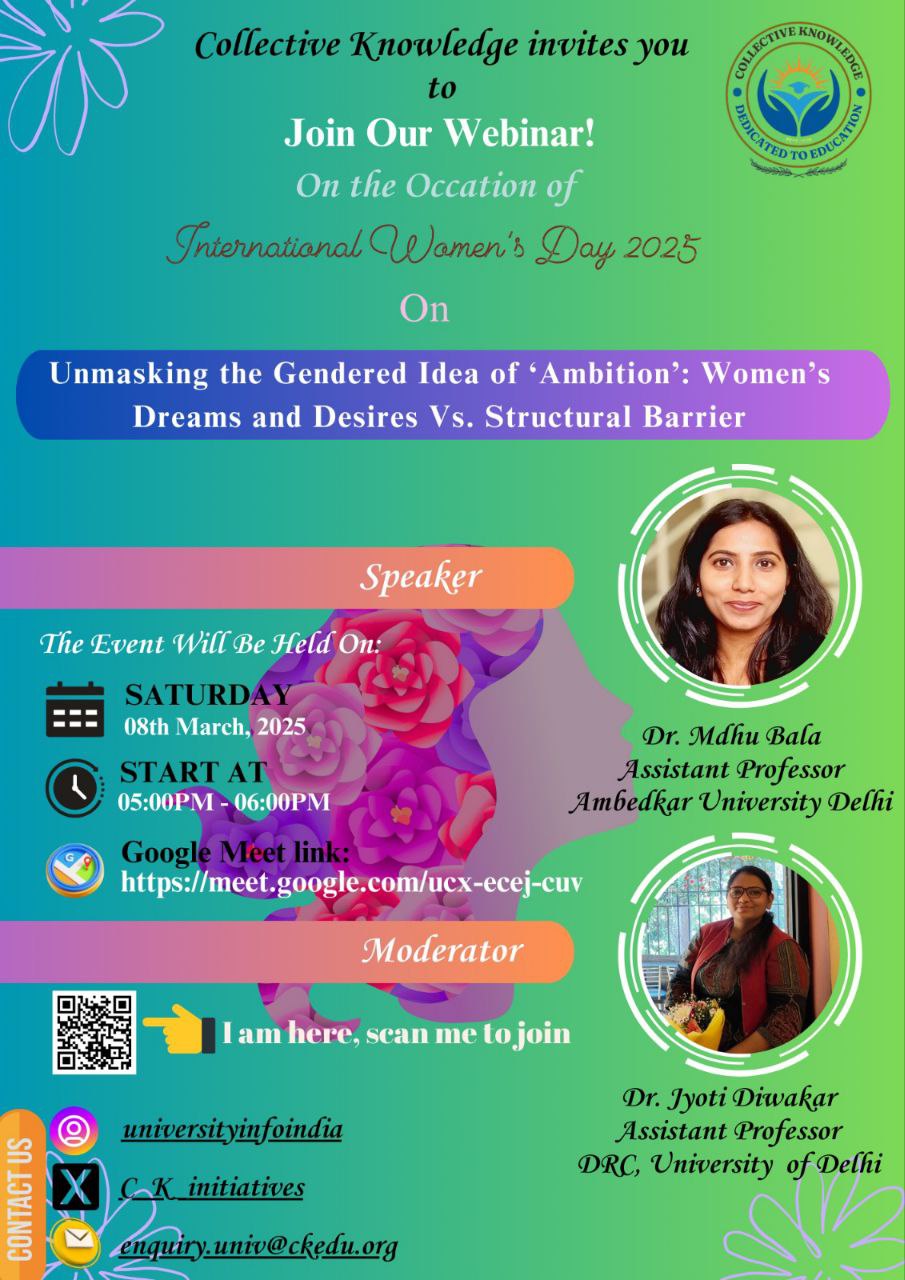 Collective Knowledge invites you
to
Join Our Webinar!
On the Occation of
International Women's Day 2025
On
Unmasking the Gendered Idea of ‘Ambition’: Women’s
Dreams and Desires Vs. Structural Barrier
COLLECTIVE KNOWLEDGE
DEDICATED TO EDUCATION
Speaker
Dr. Mdhu Bala
Assistant Professor
Ambedkar University Delhi
The Event Will Be Held On:
SATURDAY
08th March, 2025
START AT
05:00PM - 06:00PM
Google Meet link:
https://meet.google.com/ucx-ecej-cuv
Moderator
Dr. Jyoti Diwakar
Assistant Professor
DRC, University of Delhi
I am here, scan me to join
CONTACT US
universityinfoindia
C_K_initiatives
enquiry.univ@ckedu.org